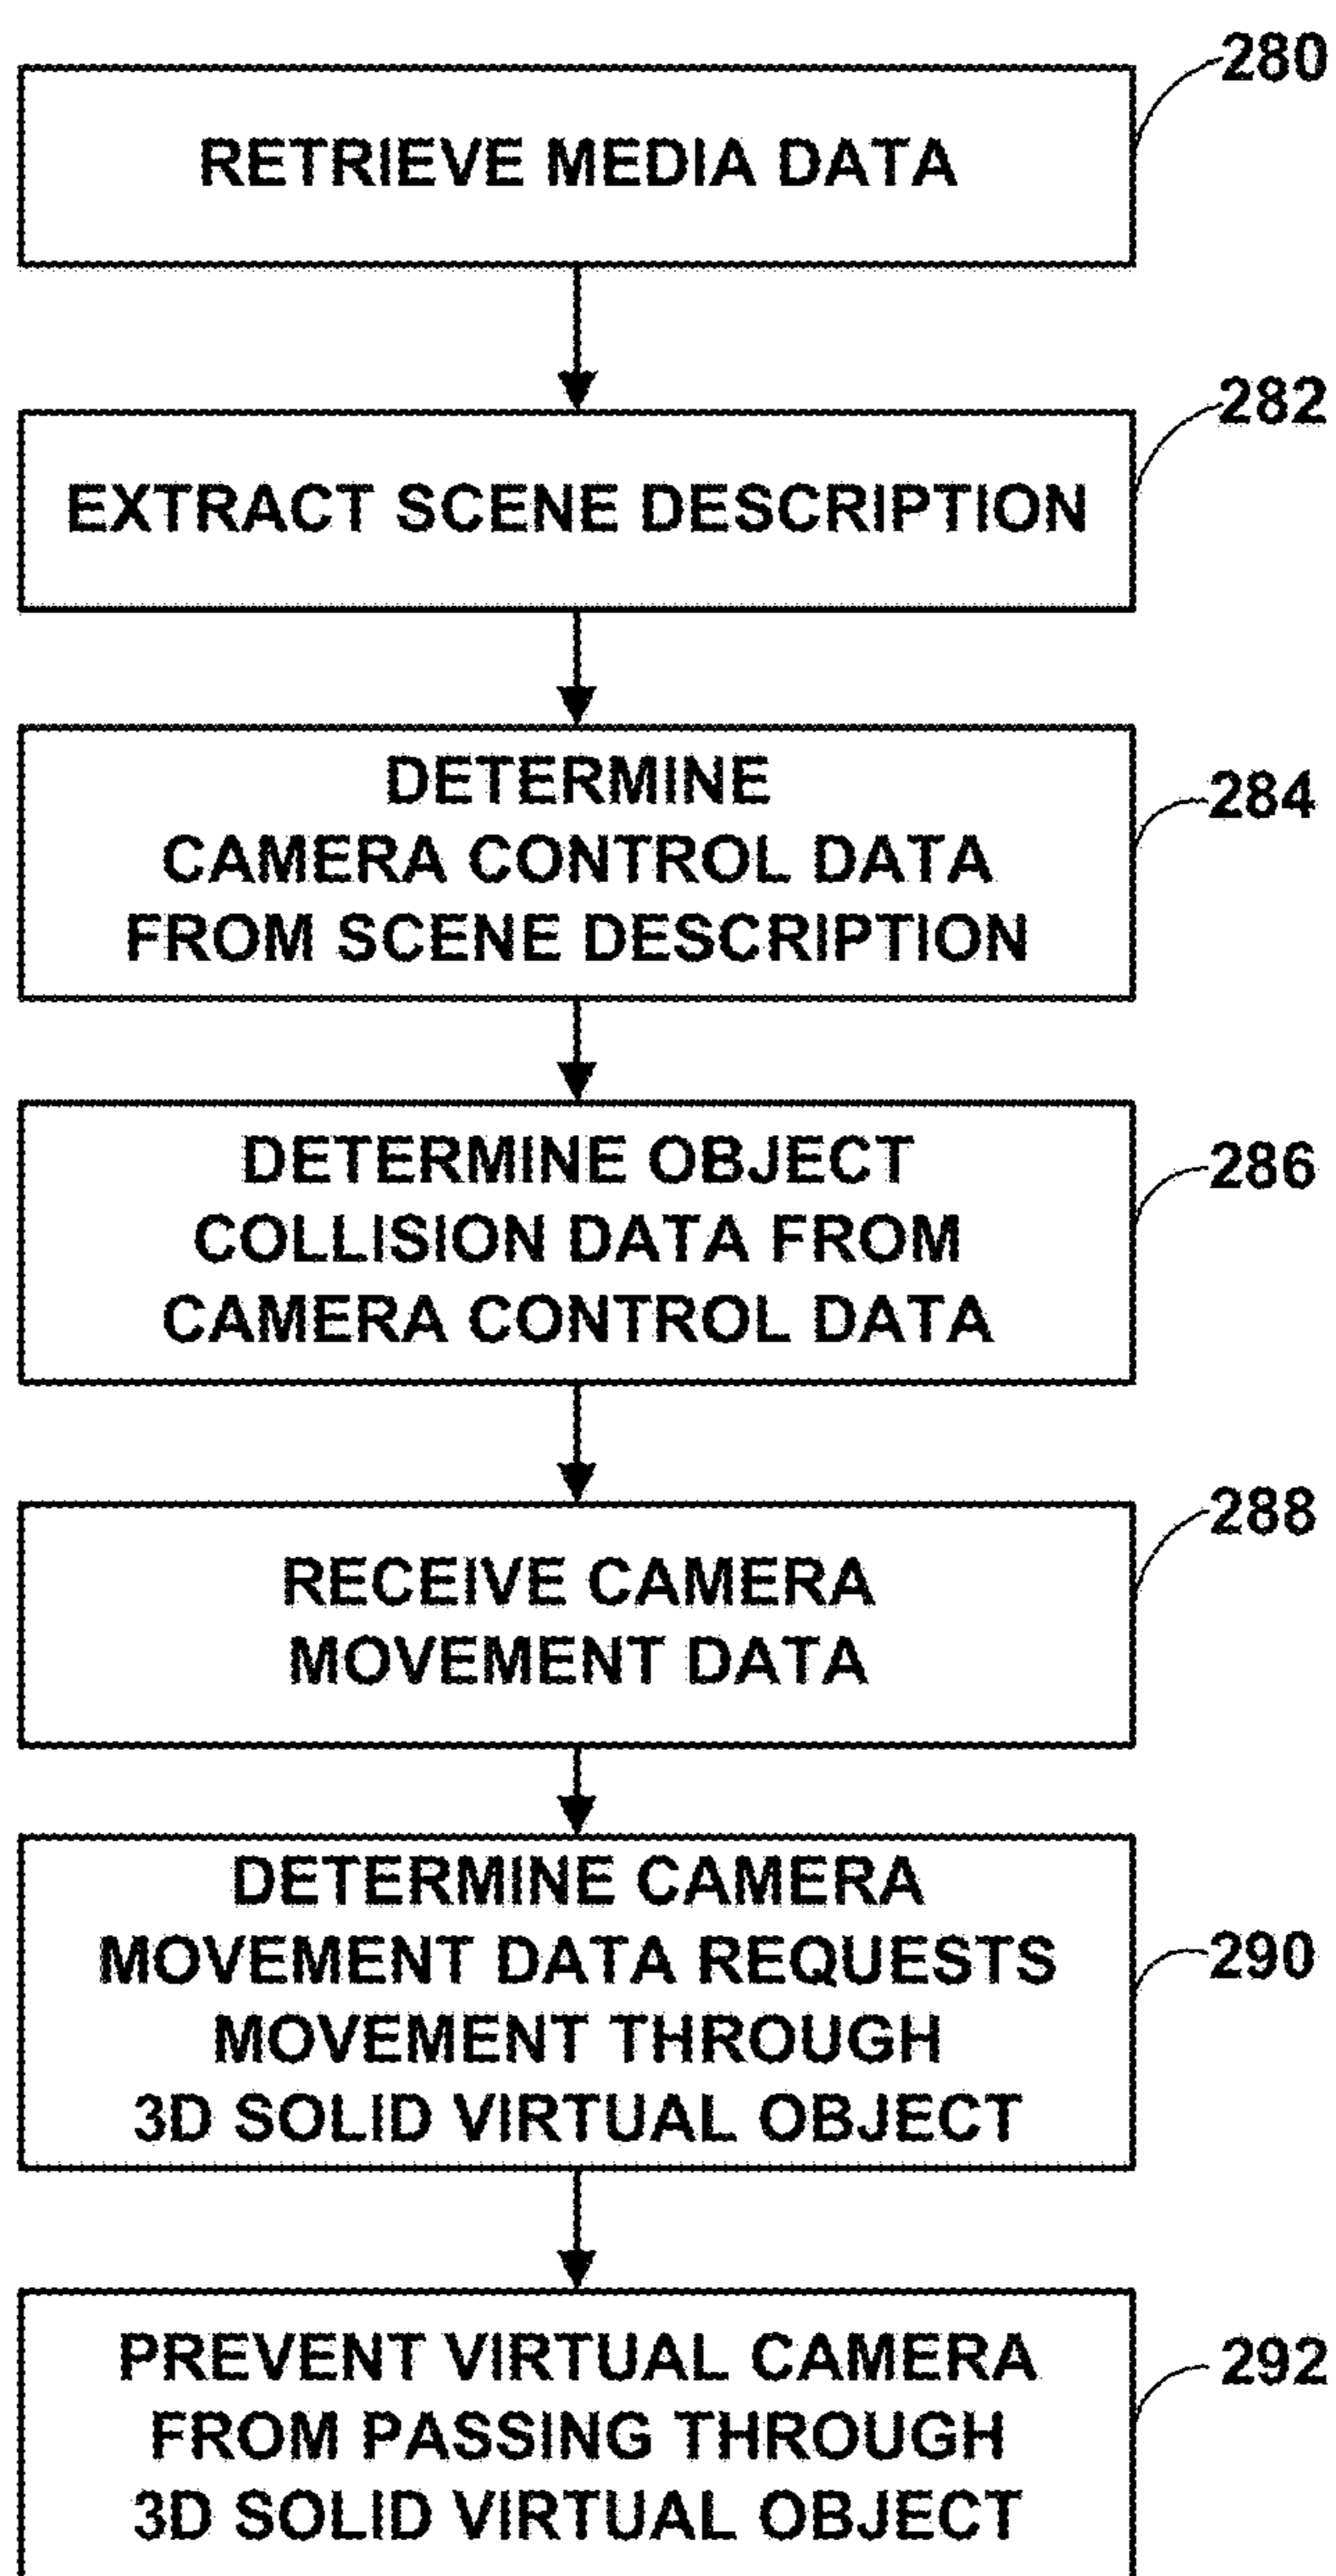 280
RETRIEVE MEDIA DATA
282
EXTRACT SCENE DESCRIPTION
DETERMINE
CAMERA CONTROL DATA
FROM SCENE DESCRIPTION
284
DETERMINE OBJECT
COLLISION DATA FROM
CAMERA CONTROL DATA
286
288
RECEIVE CAMERA
MOVEMENT DATA
DETERMINE CAMERA
MOVEMENT DATA REQUESTS
MOVEMENT THROUGH
3D SOLID VIRTUAL OBJECT
290
PREVENT VIRTUAL CAMERA
FROM PASSING THROUGH
3D SOLID VIRTUAL OBJECT
292